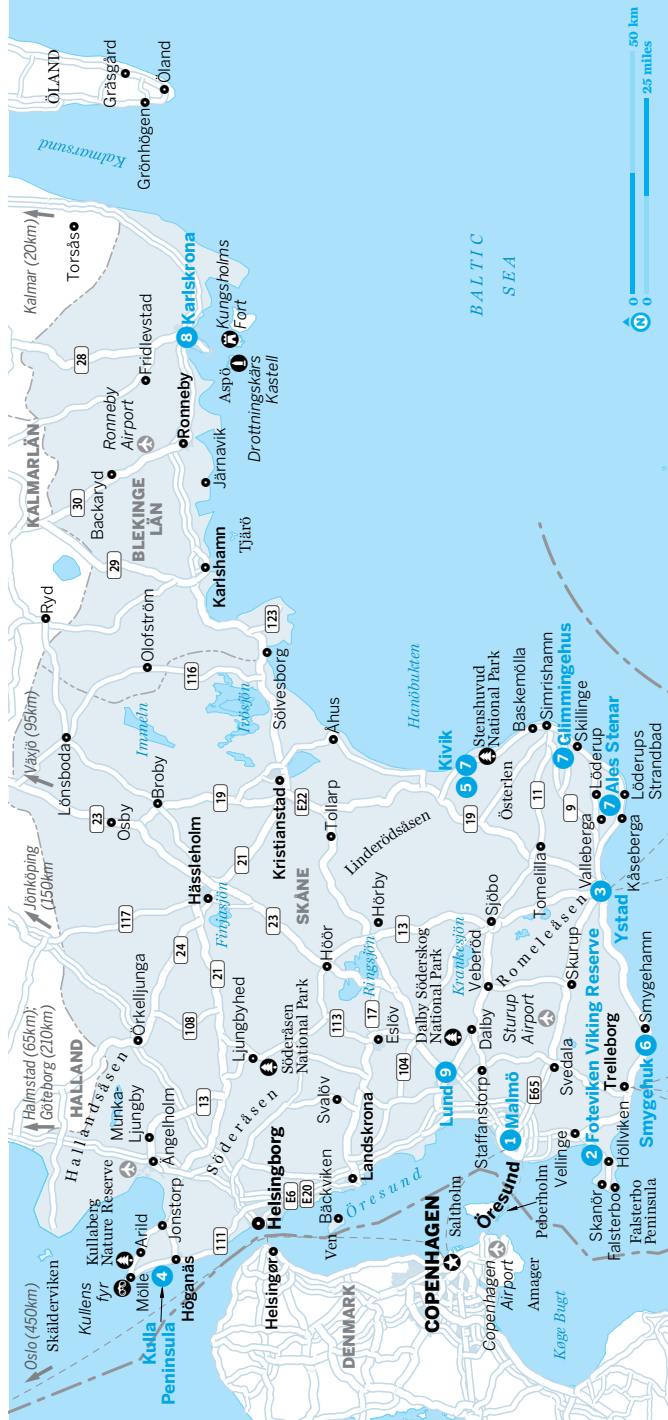 Oslo (450km)
Skälderviken
Kullens
fyr
Mölle
4
Kulla
Peninsula
Höganäs
Kullaberg
Nature Reserve
Arild
Jonstorp
111
Halmstad (65km);
Göteborg (210km)
HALLAND
Hallandsåsen
Munka-
Ljungby
Ängelholm
13
Örkelljunga
108
24
117
Jönköping
(150km
Växjö (95km)
Lönsboda
Osby
23
Broby
Immeln
Ivösjön
116
Olofström
Ryd
KALMARLÄN
29
30
BLEKINGE
LÄN
Backaryd
Ronneby
Airport
Ronneby
Fridlevstad
28
Kalmar (20km)
Torsås
Kalmarsund
ÖLAND
Gräsgård
Öland
Grönhögen
8 Karlskrona
Kungsholms
Fort
Aspö
Drottningskärs
Kastell
Järnavik
Tjärö
Karlshamn
123
Sölvesborg
Helsingør
Helsingborg
E6
E20
Söderåsen
Ljungbyhed
Söderåsen
National Park
21
Finjasjön
Hässleholm
21
19
23
SKÅNE
Kristianstad
E22
Åhus
Tollarp
Linderödsåsen
Hanöbukten
Ven
Bäckviken
Landskrona
Öresund
Svalöv
113
Höör
Ringsjön
17
Eslöv
104
Hörby
13
DENMARK
COPENHAGEN
Saltholm
Copenhagen
Airport
Amager
Køge Bugt
Öresund
Peberholm
Malmö
1
Lund 9
Staffanstorp
Dalby Söderskog
National Park
Dalby
Krankesjön
Veberöd
Sjöbo
Romeleåsen
Sturup
Airport
E65
Svedala
Skurup
Vellinge
2 Foteviken Viking Reserve
Skanör
Falsterbo
Höllviken
Falsterbo
Peninsula
Trelleborg
Smygehuk 6
Smygehamn
Ystad
3
Tomelilla
11
19
9
Österlen
Kivik
5 7
Stenshuvud
National Park
Baskemölla
Simrishamn
7 Glimmingehus
Skillinge
Valleberga
Löderup
7 Ales Stenar
Kåseberga
Löderups
Strandbad
BALTIC
SEA
N
0 50 km
0 25 miles